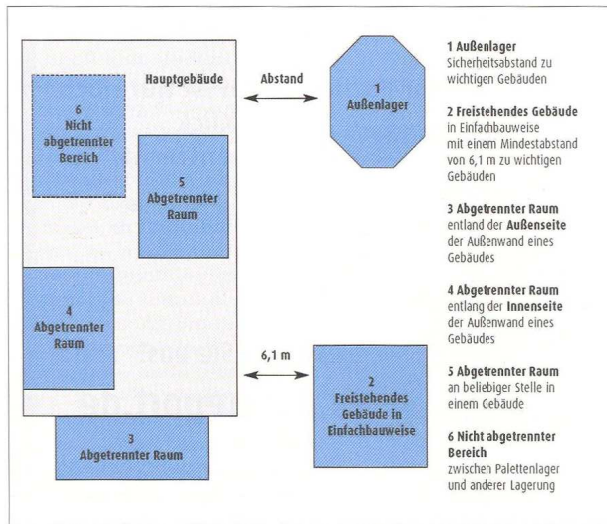 Hauptgebäude
Abstand
6
Nicht
abgetrennter
Bereich
5
Abgetrennter
Raum
4
Abgetrennter
Raum
3
Abgetrennter Raum
1
Außenlager
6,1 m
2
Freistehendes
Gebäude in
Einfachbauweise
1 Außenlager
Sicherheitsabstand zu
wichtigen Gebäuden
2 Freistehendes Gebäude
in Einfachbauweise
mit einem Mindestabstand
von 6,1 m zu wichtigen
Gebäuden
3 Abgetrennter Raum
entland der Außenseite
der Außenwand eines
Gebäudes
4 Abgetrennter Raum
entlang der Innenseite
der Außenwand eines
Gebäudes
5 Abgetrennter Raum
an beliebiger Stelle in
einem Gebäude
6 Nicht abgetrennter
Bereich
zwischen Palettenlager
und anderer Lagerung